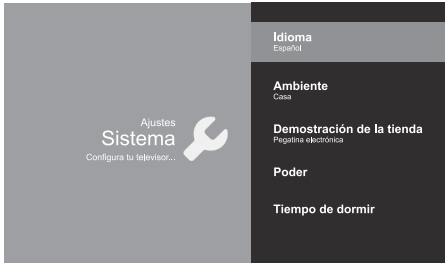 Ajustes
Sistema
Configura tu televisor...
Idioma
Español
Ambiente
Casa
Demostración de la tienda
Pegatina electrónica
Poder
Tiempo de dormir